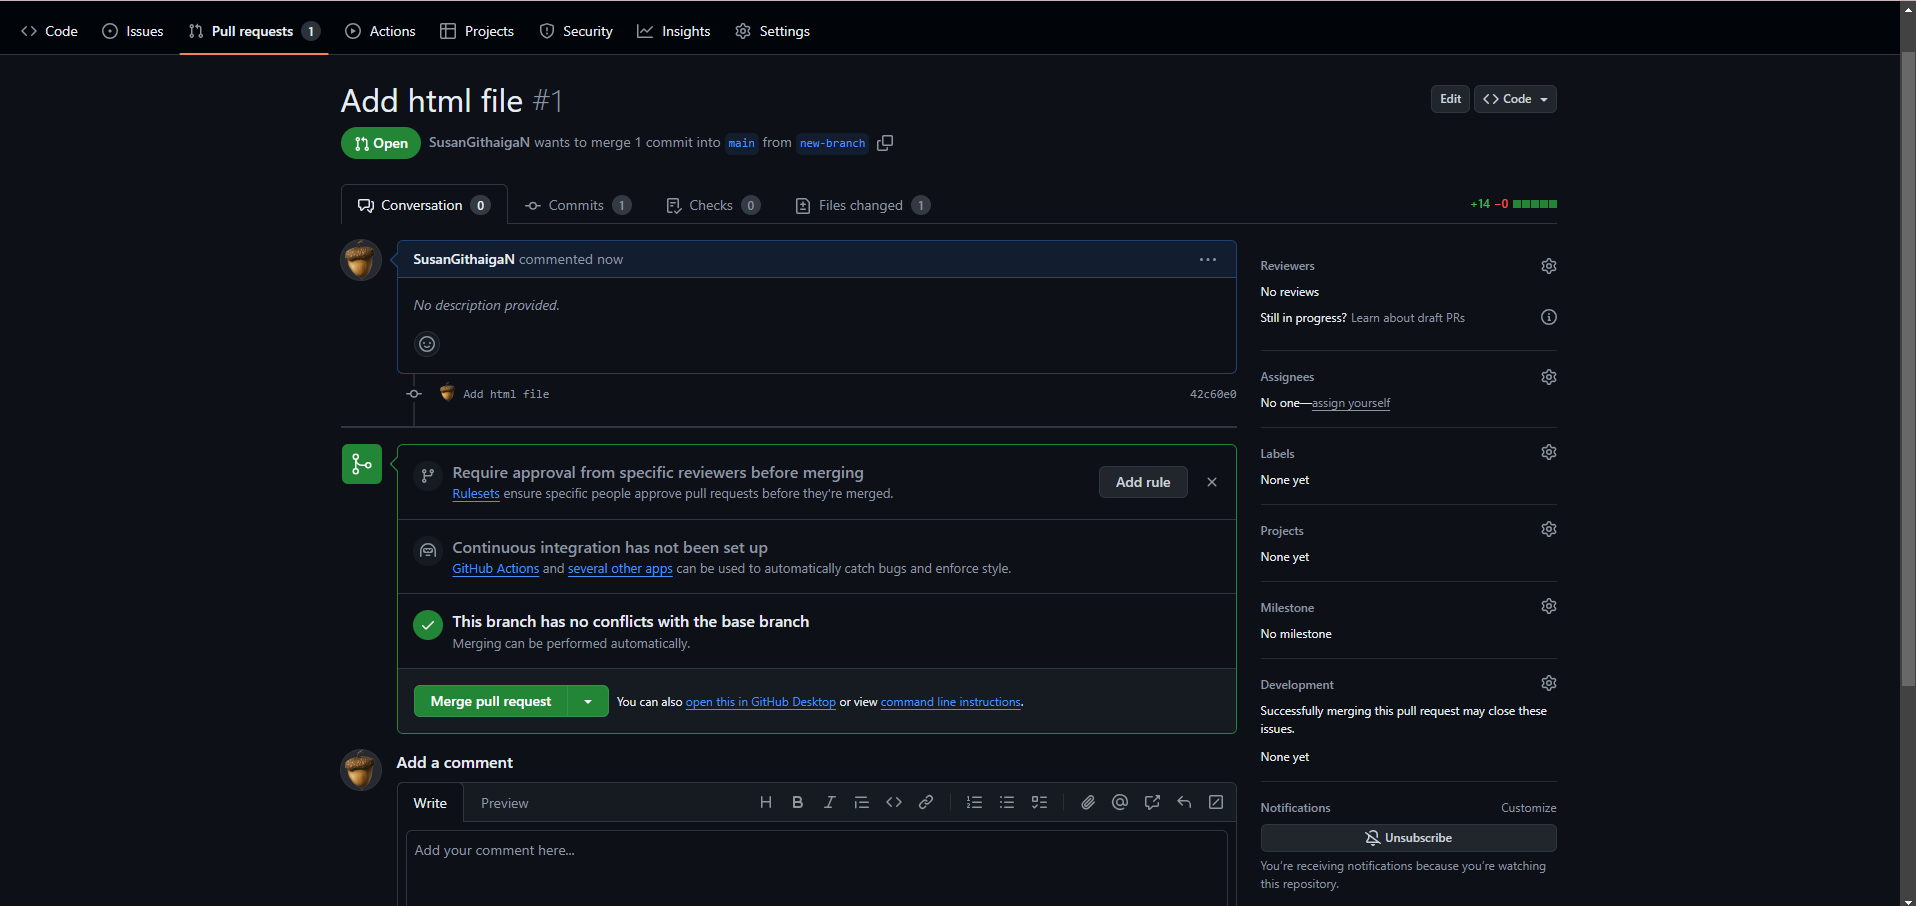 Code Issues Pull requests 1 Actions Projects Security Insights Settings
Add html file #1
Edit Code
Open SusanGithaigaN wants to merge 1 commit into main from new-branch
Conversation 0 Commits 1 Checks 0 Files changed 1 +14 −0
SusanGithaigaN commented now
No description provided.
Add html file 42c60e0
Require approval from specific reviewers before merging
Rulesets ensure specific people approve pull requests before they're merged.
Add rule
Continuous integration has not been set up
GitHub Actions and several other apps can be used to automatically catch bugs and enforce style.
This branch has no conflicts with the base branch
Merging can be performed automatically.
Merge pull request You can also open this in GitHub Desktop or view command line instructions.
Add a comment
Write Preview
Add your comment here...
Reviewers
No reviews
Still in progress? Learn about draft PRs
Assignees
No one—assign yourself
Labels
None yet
Projects
None yet
Milestone
No milestone
Development
Successfully merging this pull request may close these
issues.
None yet
Notifications Customize
Unsubscribe
You're receiving notifications because you're watching
this repository.